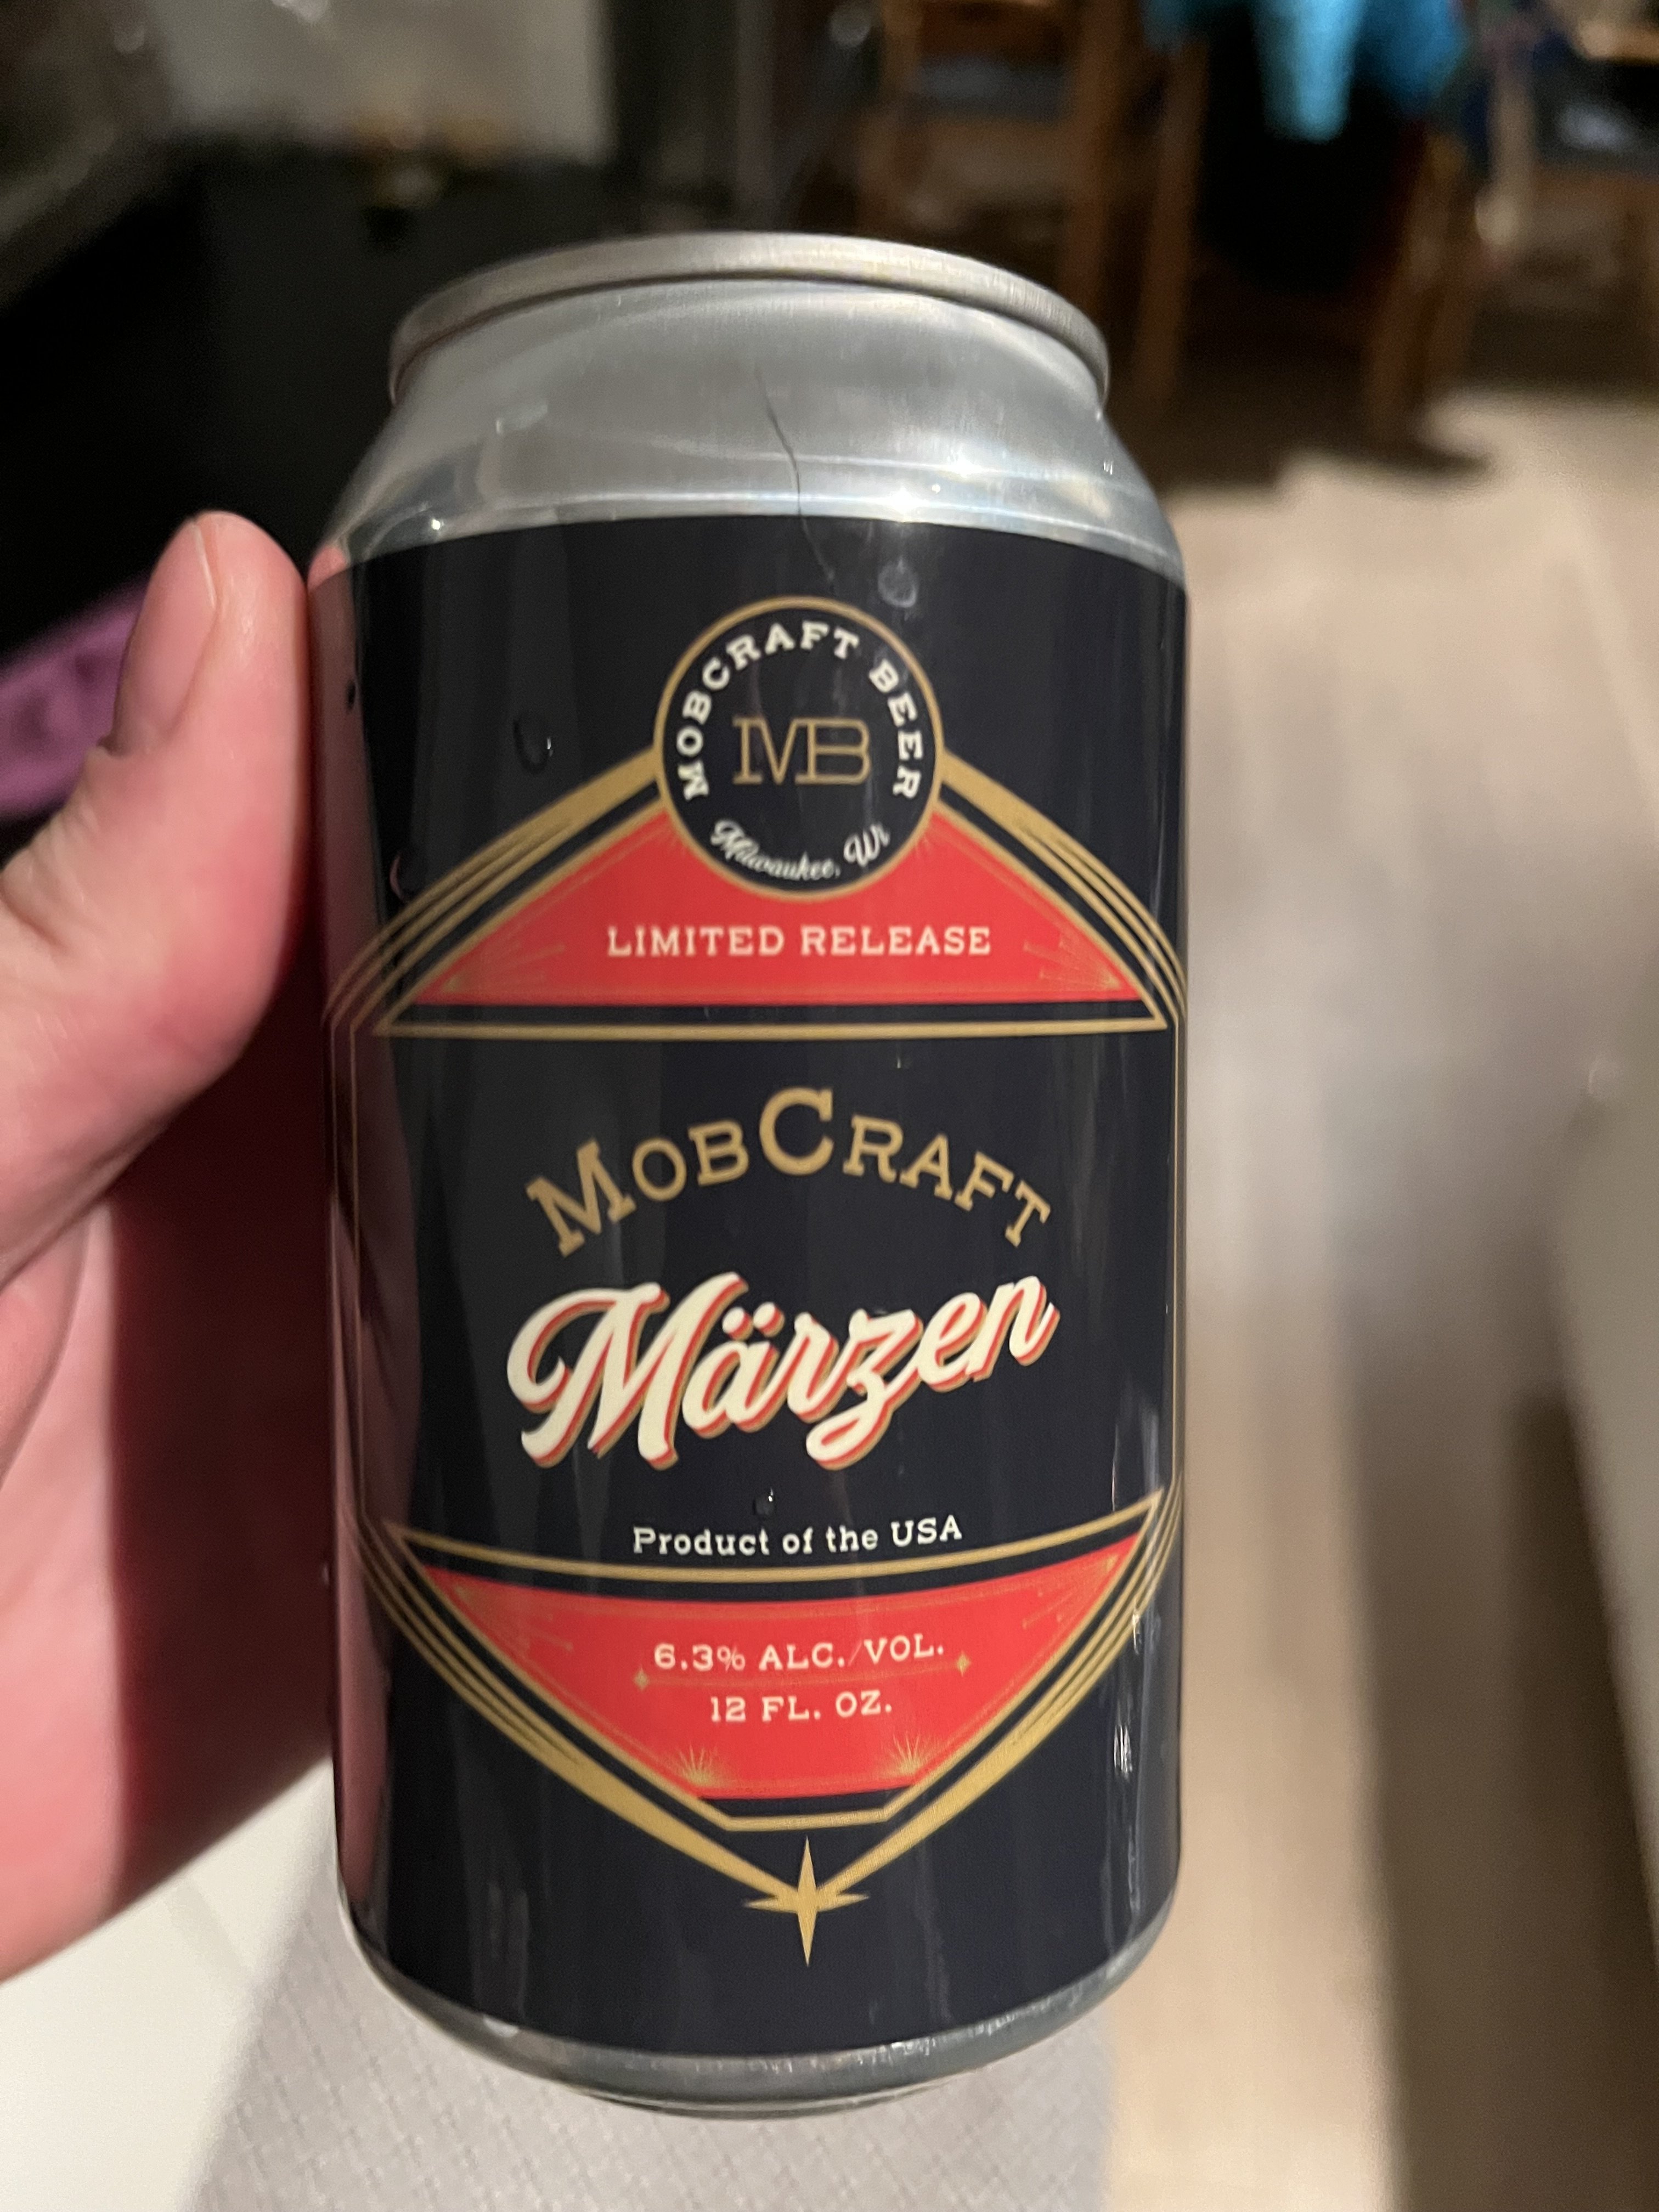 MOBCRAFT BEER
MB
Milwaukee, WI
LIMITED RELEASE
MOBCRAFT
Märzen
Product of the USA
6.3% ALC./VOL.
12 FL. OZ.